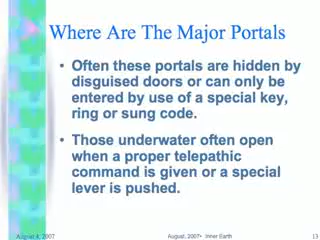 Where Are The Major Portals
• Often these portals are hidden by
disguised doors or can only be
entered by use of a special key,
ring or sung code.
• Those underwater often open
when a proper telepathic
command is given or a special
lever is pushed.
August 4, 2007
August, 2007• Inner Earth
13